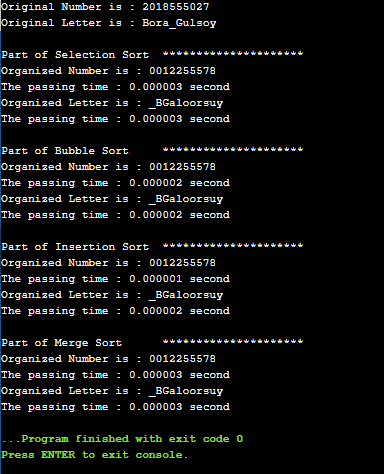 Original Number is : 2018555027
Original Letter is : Bora_Gulsoy
Part of Selection Sort *********************
Organized Number is : 0012255578
The passing time : 0.000003 second
Organized Letter is : _BGaloorsuy
The passing time : 0.000003 second
Part of Bubble Sort *********************
Organized Number is : 0012255578
The passing time : 0.000002 second
Organized Letter is : _BGaloorsuy
The passing time : 0.000002 second
Part of Insertion Sort *********************
Organized Number is : 0012255578
The passing time : 0.000001 second
Organized Letter is : _BGaloorsuy
The passing time : 0.000002 second
Part of Merge Sort *********************
Organized Number is : 0012255578
The passing time : 0.000003 second
Organized Letter is : _BGaloorsuy
The passing time : 0.000003 second
...Program finished with exit code 0
Press ENTER to exit console.